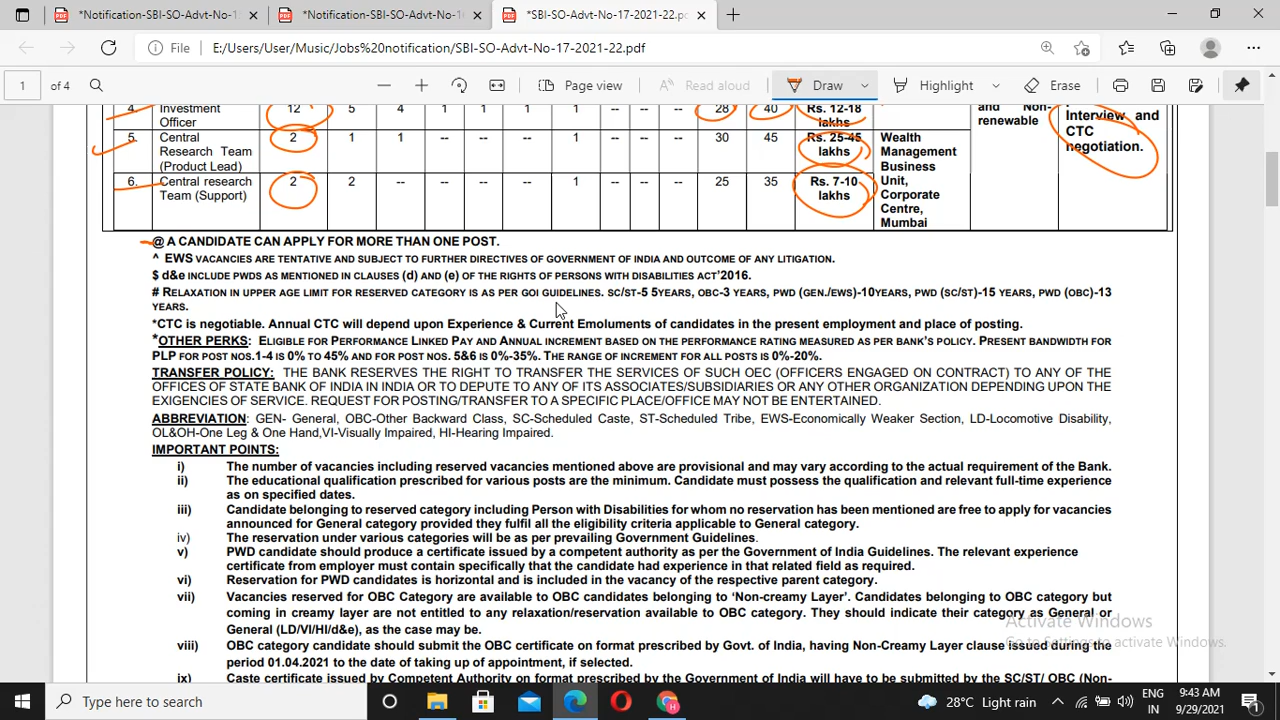 *Notification-SBI-SO-Advt-No-1
*Notification-SBI-SO-Advt-No-1
*SBI-SO-Advt-No-17-2021-22.p
File
E:/Users/User/Music/Jobs%20notification/SBI-SO-Advt-No-17-2021-22.pdf
1 of 4
Page view
Read aloud
Draw
Highlight
Erase
4. Investment Officer 12 5 4 1 1 1 1 -- -- -- 28 40 Rs. 12-18 lakhs
and Non-
renewable
Interview and
CTC
negotiation.
5. Central Research Team (Product Lead) 2 1 1 -- -- -- 1 -- -- -- 30 45 Rs. 25-45 lakhs
Wealth
Management
Business
Unit,
Corporate
Centre,
Mumbai
6. Central research Team (Support) 2 2 -- -- -- -- 1 -- -- -- 25 35 Rs. 7-10 lakhs
@ A CANDIDATE CAN APPLY FOR MORE THAN ONE POST.
^ EWS VACANCIES ARE TENTATIVE AND SUBJECT TO FURTHER DIRECTIVES OF GOVERNMENT OF INDIA AND OUTCOME OF ANY LITIGATION.
$ d&e INCLUDE PWDS AS MENTIONED IN CLAUSES (d) AND (e) OF THE RIGHTS OF PERSONS WITH DISABILITIES ACT'2016.
# RELAXATION IN UPPER AGE LIMIT FOR RESERVED CATEGORY IS AS PER GOI GUIDELINES. SC/ST-5 5YEARS, OBC-3 YEARS, PWD (GEN./EWS)-10YEARS, PWD (SC/ST)-15 YEARS, PWD (OBC)-13
YEARS.
*CTC is negotiable. Annual CTC will depend upon Experience & Current Emoluments of candidates in the present employment and place of posting.
*OTHER PERKS: ELIGIBLE FOR PERFORMANCE LINKED PAY AND ANNUAL INCREMENT BASED ON THE PERFORMANCE RATING MEASURED AS PER BANK'S POLICY. PRESENT BANDWIDTH FOR
PLP FOR POST NOS.1-4 IS 0% TO 45% AND FOR POST NOS. 5&6 IS 0%-35%. THE RANGE OF INCREMENT FOR ALL POSTS IS 0%-20%.
TRANSFER POLICY: THE BANK RESERVES THE RIGHT TO TRANSFER THE SERVICES OF SUCH OEC (OFFICERS ENGAGED ON CONTRACT) TO ANY OF THE
OFFICES OF STATE BANK OF INDIA IN INDIA OR TO DEPUTE TO ANY OF ITS ASSOCIATES/SUBSIDIARIES OR ANY OTHER ORGANIZATION DEPENDING UPON THE
EXIGENCIES OF SERVICE. REQUEST FOR POSTING/TRANSFER TO A SPECIFIC PLACE/OFFICE MAY NOT BE ENTERTAINED.
ABBREVIATION: GEN- General, OBC-Other Backward Class, SC-Scheduled Caste, ST-Scheduled Tribe, EWS-Economically Weaker Section, LD-Locomotive Disability,
OL&OH-One Leg & One Hand,VI-Visually Impaired, HI-Hearing Impaired.
IMPORTANT POINTS:
i) The number of vacancies including reserved vacancies mentioned above are provisional and may vary according to the actual requirement of the Bank.
ii) The educational qualification prescribed for various posts are the minimum. Candidate must possess the qualification and relevant full-time experience
as on specified dates.
iii) Candidate belonging to reserved category including Person with Disabilities for whom no reservation has been mentioned are free to apply for vacancies
announced for General category provided they fulfil all the eligibility criteria applicable to General category.
iv) The reservation under various categories will be as per prevailing Government Guidelines.
v) PWD candidate should produce a certificate issued by a competent authority as per the Government of India Guidelines. The relevant experience
certificate from employer must contain specifically that the candidate had experience in that related field as required.
vi) Reservation for PWD candidates is horizontal and is included in the vacancy of the respective parent category.
vii) Vacancies reserved for OBC Category are available to OBC candidates belonging to 'Non-creamy Layer'. Candidates belonging to OBC category but
coming in creamy layer are not entitled to any relaxation/reservation available to OBC category. They should indicate their category as General or
General (LD/VI/HI/d&e), as the case may be.
viii) OBC category candidate should submit the OBC certificate on format prescribed by Govt. of India, having Non-Creamy Layer clause issued during the
period 01.04.2021 to the date of taking up of appointment, if selected.
ix) Caste certificate issued by Competent Authority on format prescribed by the Government of India will have to be submitted by the SC/ST/ OBC (Non-
Activate Windows
Go to Settings to activate Windows.
Type here to search
28°C Light rain
ENG
IN
9:43 AM
9/29/2021
1